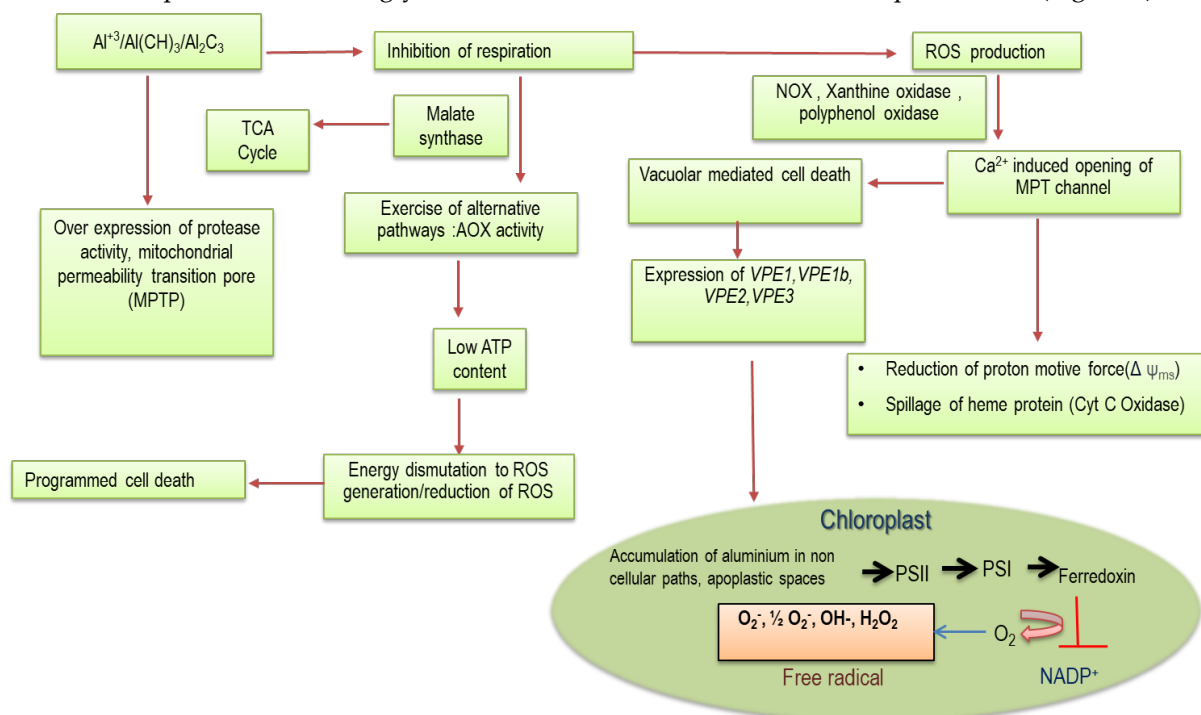 Al⁺³/Al(CH)₃/Al₂C₃
Inhibition of respiration
ROS production
NOX , Xanthine oxidase ,
polyphenol oxidase
Malate
synthase
TCA
Cycle
Vacuolar mediated cell death
Ca²⁺ induced opening of
MPT channel
Over expression of protease
activity, mitochondrial
permeability transition pore
(MPTP)
Exercise of alternative
pathways :AOX activity
Expression of VPE1,VPE1b,
VPE2,VPE3
Low ATP
content
• Reduction of proton motive force(Δ ψₘₛ)
• Spillage of heme protein (Cyt C Oxidase)
Programmed cell death
Energy dismutation to ROS
generation/reduction of ROS
Chloroplast
Accumulation of aluminium in non
cellular paths, apoplastic spaces
PSII
PSI
Ferredoxin
O₂⁻, ½ O₂⁻, OH-, H₂O₂
O₂
Free radical
NADP⁺